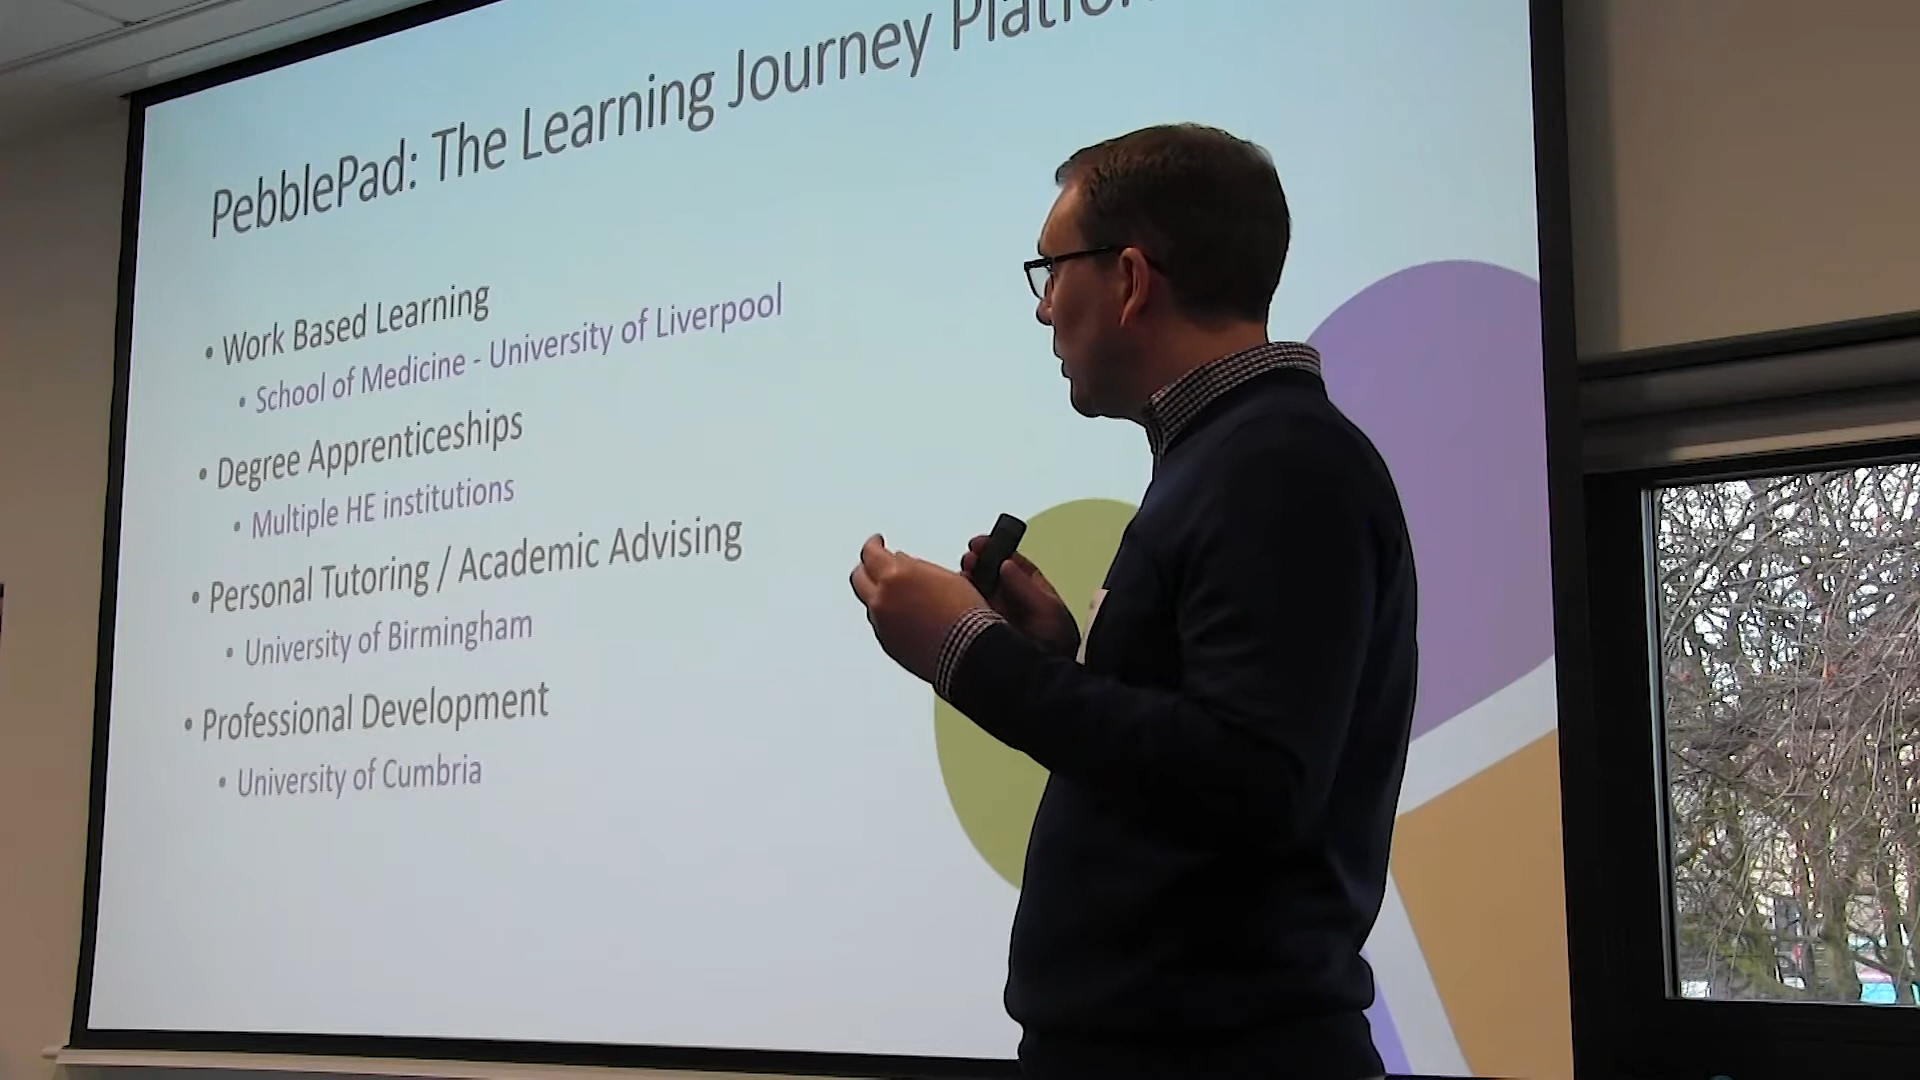 PebblePad: The Learning Journey
• Work Based Learning
• School of Medicine - University of Liverpool
• Degree Apprenticeships
• Multiple HE institutions
• Personal Tutoring / Academic Advising
• University of Birmingham
• Professional Development
• University of Cumbria